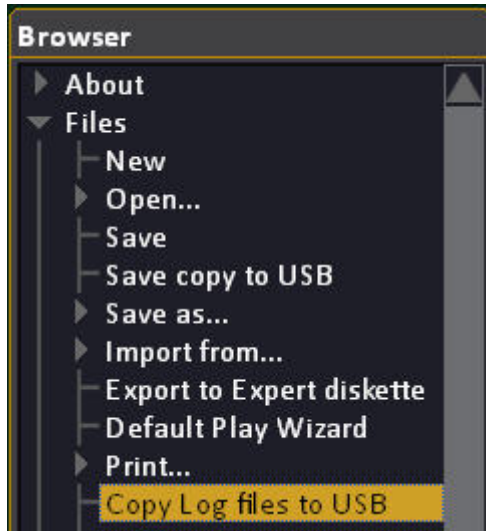 Browser
About
Files
New
Open...
Save
Save copy to USB
Save as...
Import from...
Export to Expert diskette
Default Play Wizard
Print...
Copy Log files to USB